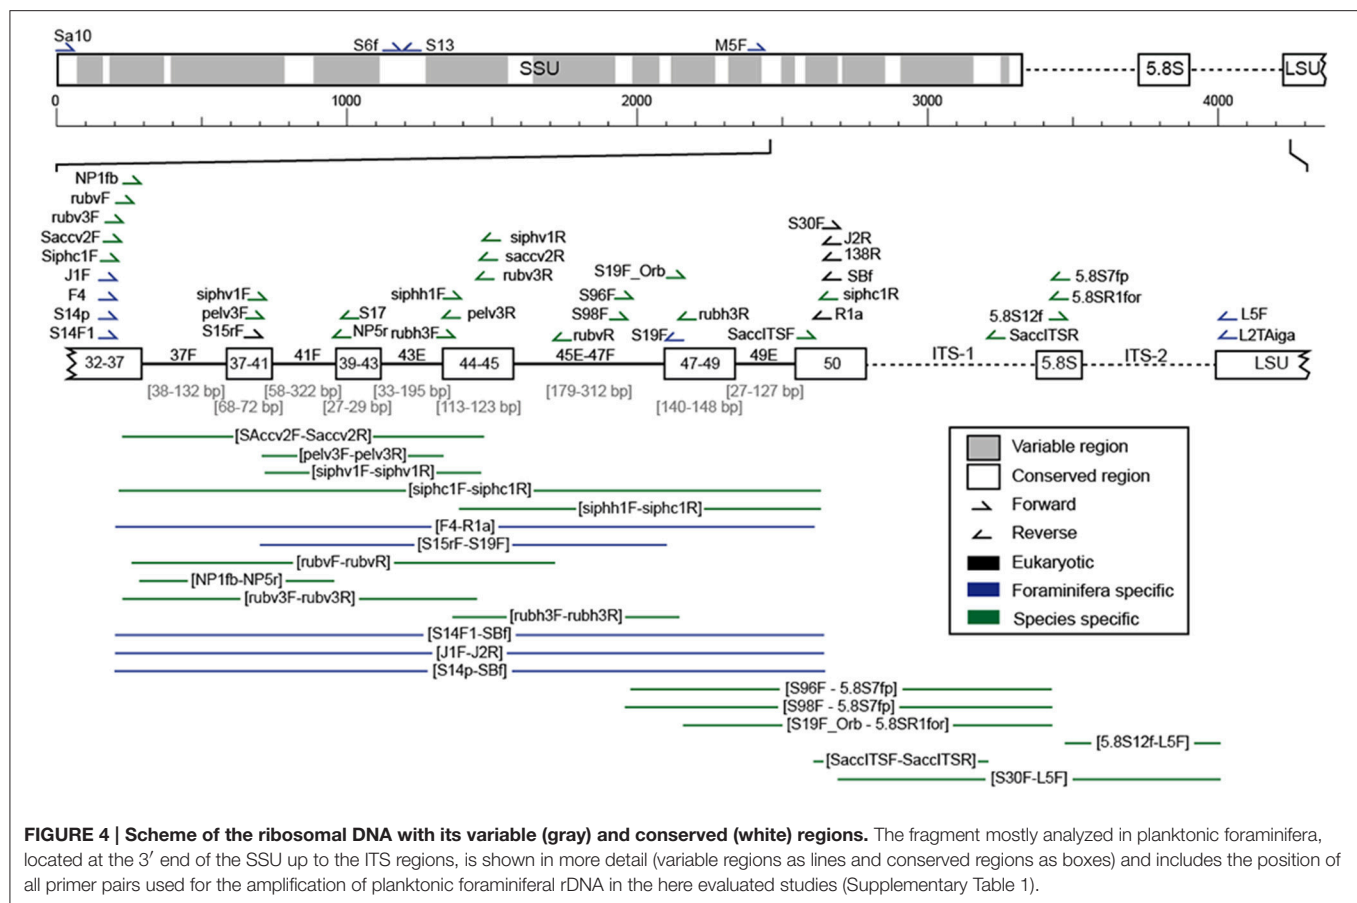 Sa10
S6f S13 M5F
SSU 5.8S LSU
0 1000 2000 3000 4000
NP1fb
rubvF
rubv3F S30F
Saccv2F siphv1R J2R
Siphc1F saccv2R 138R
J1F rubv3R S19F_Orb SBf 5.8S7fp
F4 siphv1F siphh1F S96F siphc1R 5.8SR1for
S14p pelv3F S17 pelv3R S98F rubh3R R1a 5.8S12f L5F
S14F1 S15rF NP5r rubh3F rubvR S19F SaccITSF SaccITSR L2TAiga
32-37 37F 37-41 41F 39-43 43E 44-45 45E-47F 47-49 49E 50 ITS-1 5.8S ITS-2 LSU
[38-132 bp] [58-322 bp] [33-195 bp] [179-312 bp] [27-127 bp]
[68-72 bp] [27-29 bp] [113-123 bp] [140-148 bp]
[SAccv2F-Saccv2R]
[pelv3F-pelv3R]
[siphv1F-siphv1R]
[siphc1F-siphc1R]
[siphh1F-siphc1R]
[F4-R1a]
[S15rF-S19F]
[rubvF-rubvR]
[NP1fb-NP5r]
[rubv3F-rubv3R]
[rubh3F-rubh3R]
[S14F1-SBf]
[J1F-J2R]
[S14p-SBf]
[S96F - 5.8S7fp]
[S98F - 5.8S7fp]
[S19F_Orb - 5.8SR1for]
[5.8S12f-L5F]
[SaccITSF-SaccITSR]
[S30F-L5F]
Variable region
Conserved region
Forward
Reverse
Eukaryotic
Foraminifera specific
Species specific
FIGURE 4 | Scheme of the ribosomal DNA with its variable (gray) and conserved (white) regions. The fragment mostly analyzed in planktonic foraminifera,
located at the 3′ end of the SSU up to the ITS regions, is shown in more detail (variable regions as lines and conserved regions as boxes) and includes the position of
all primer pairs used for the amplification of planktonic foraminiferal rDNA in the here evaluated studies (Supplementary Table 1).